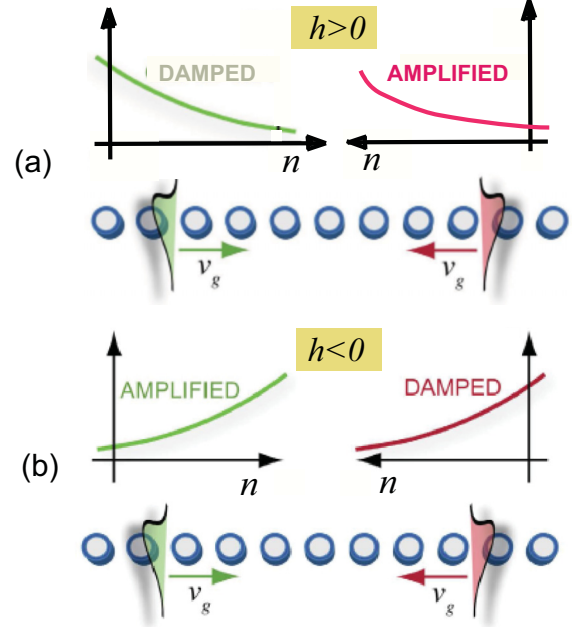 h>0
DAMPED
AMPLIFIED
n
n
(a)
v_g
v_g
h<0
AMPLIFIED
DAMPED
n
n
(b)
v_g
v_g